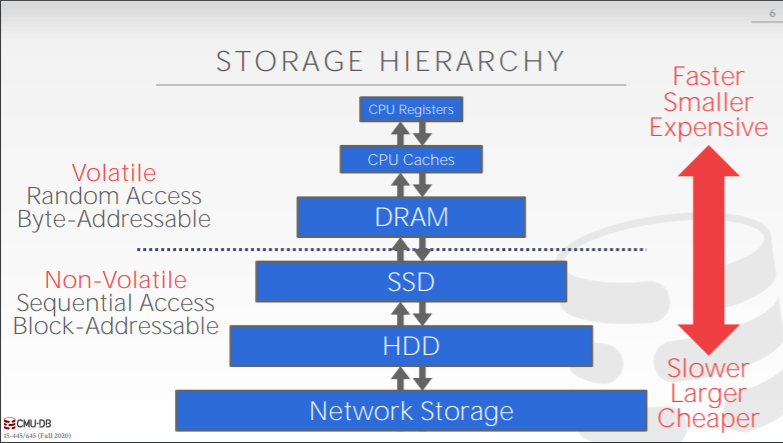 6
STORAGE HIERARCHY
Faster
Smaller
Expensive
CPU Registers
CPU Caches
Volatile
Random Access
Byte-Addressable
DRAM
Non-Volatile
Sequential Access
Block-Addressable
SSD
HDD
Network Storage
Slower
Larger
Cheaper
CMU-DB
15-445/645 (Fall 2020)